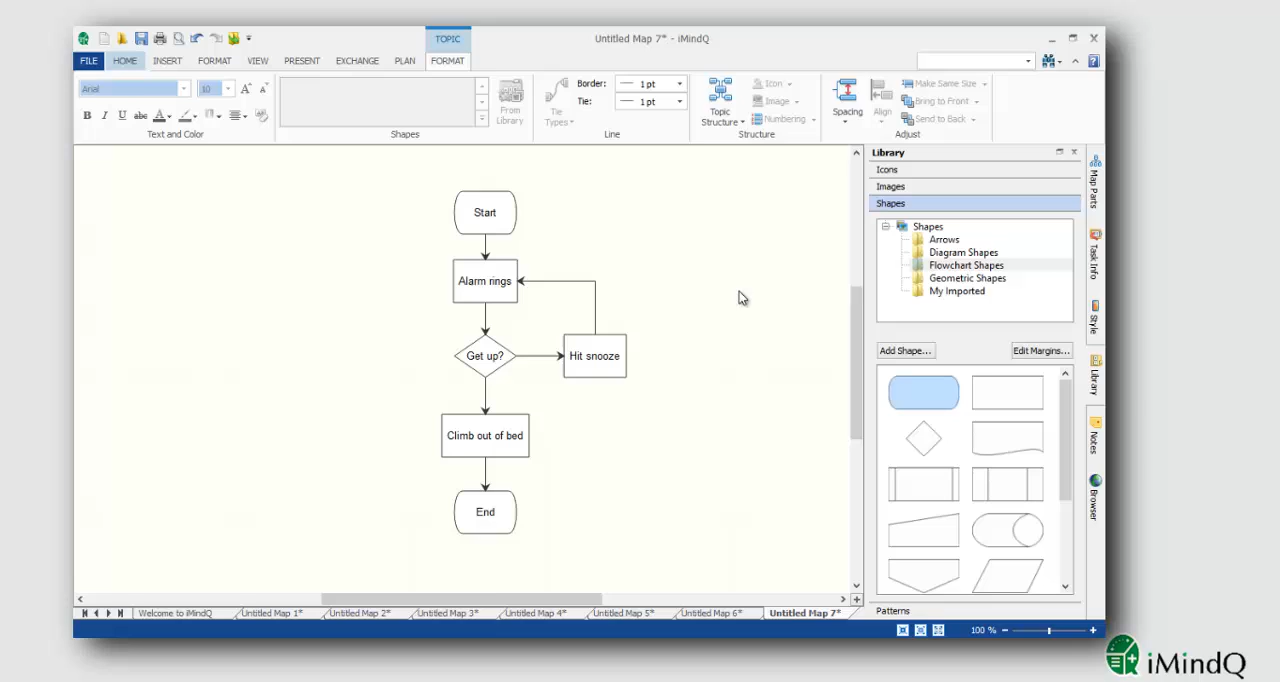 TOPIC
Untitled Map 7* - iMindQ
FILE
HOME
INSERT
FORMAT
VIEW
PRESENT
EXCHANGE
PLAN
FORMAT
Arial
10
B I U abc A
Text and Color
Shapes
From
Library
Tie
Types
Border:
1 pt
Tie:
1 pt
Line
Topic
Structure
Icon
Image
Numbering
Structure
Spacing
Align
Make Same Size
Bring to Front
Send to Back
Adjust
Start
Alarm rings
Get up?
Hit snooze
Climb out of bed
End
Library
Icons
Images
Shapes
Shapes
Arrows
Diagram Shapes
Flowchart Shapes
Geometric Shapes
My Imported
Add Shape...
Edit Margins...
Patterns
Map Parts
Task Info
Style
Library
Notes
Browser
Welcome to iMindQ
Untitled Map 1*
Untitled Map 2*
Untitled Map 3*
Untitled Map 4*
Untitled Map 5*
Untitled Map 6*
Untitled Map 7*
100 %
iMindQ